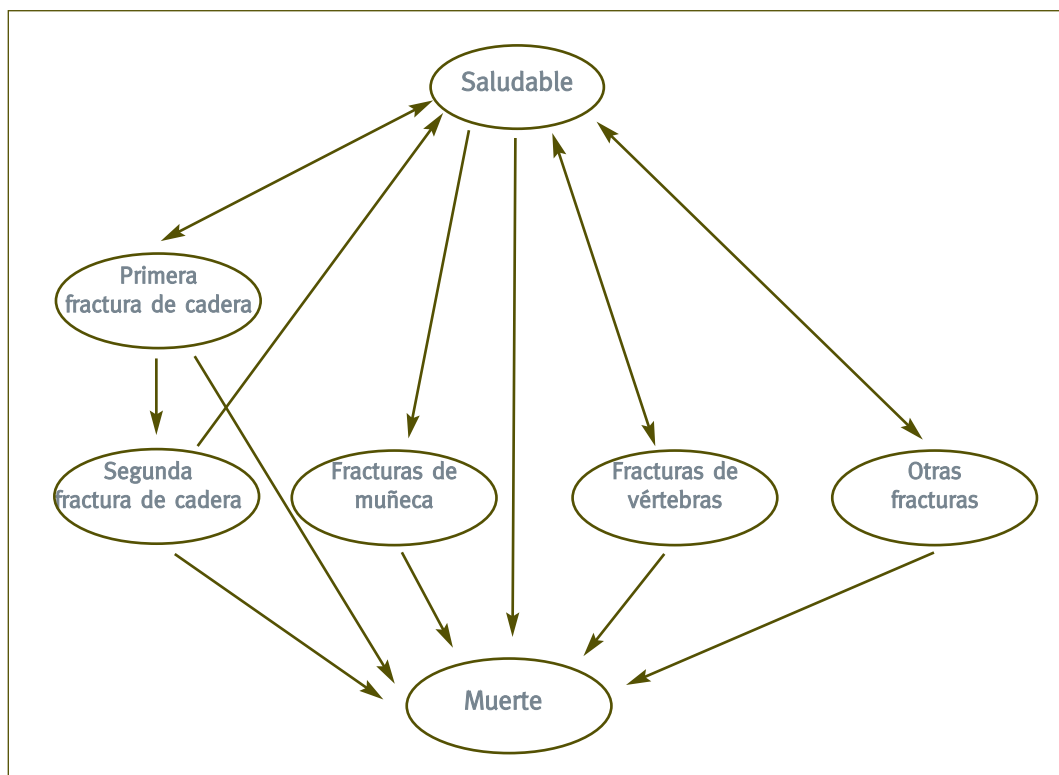 Saludable
Primera
fractura de cadera
Segunda
fractura de cadera
Fracturas de
muñeca
Fracturas de
vértebras
Otras
fracturas
Muerte